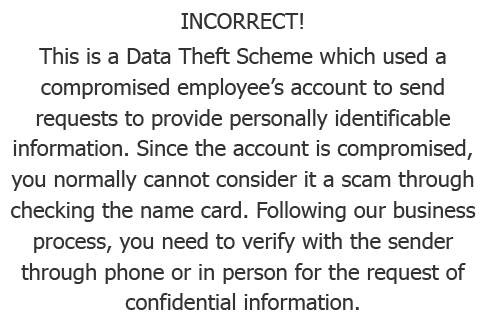 INCORRECT!
This is a Data Theft Scheme which used a
compromised employee’s account to send
requests to provide personally identificable
information. Since the account is compromised,
you normally cannot consider it a scam through
checking the name card. Following our business
process, you need to verify with the sender
through phone or in person for the request of
confidential information.